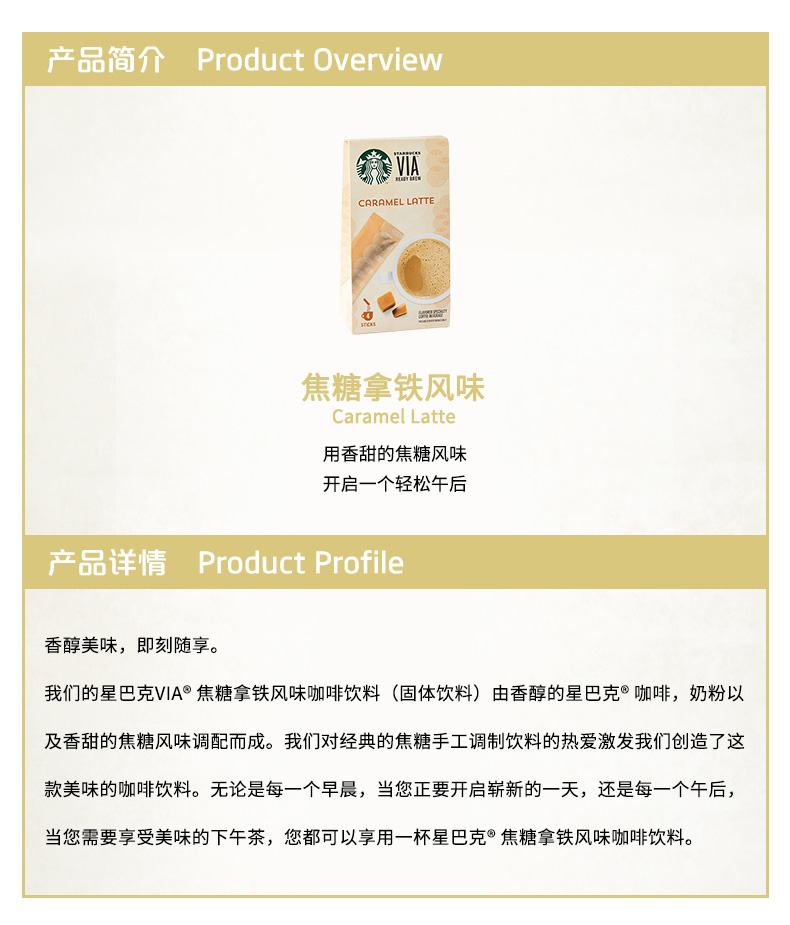 产品简介 Product Overview
STARBUCKS
VIA
READY BREW
CARAMEL LATTE
4
STICKS
FLAVORED SPECIALITY
COFFEE BEVERAGE
焦糖拿铁风味
Caramel Latte
用香甜的焦糖风味
开启一个轻松午后
产品详情 Product Profile
香醇美味，即刻随享。
我们的星巴克VIA® 焦糖拿铁风味咖啡饮料（固体饮料）由香醇的星巴克® 咖啡，奶粉以
及香甜的焦糖风味调配而成。我们对经典的焦糖手工调制饮料的热爱激发我们创造了这
款美味的咖啡饮料。无论是每一个早晨，当您正要开启崭新的一天，还是每一个午后，
当您需要享受美味的下午茶，您都可以享用一杯星巴克® 焦糖拿铁风味咖啡饮料。